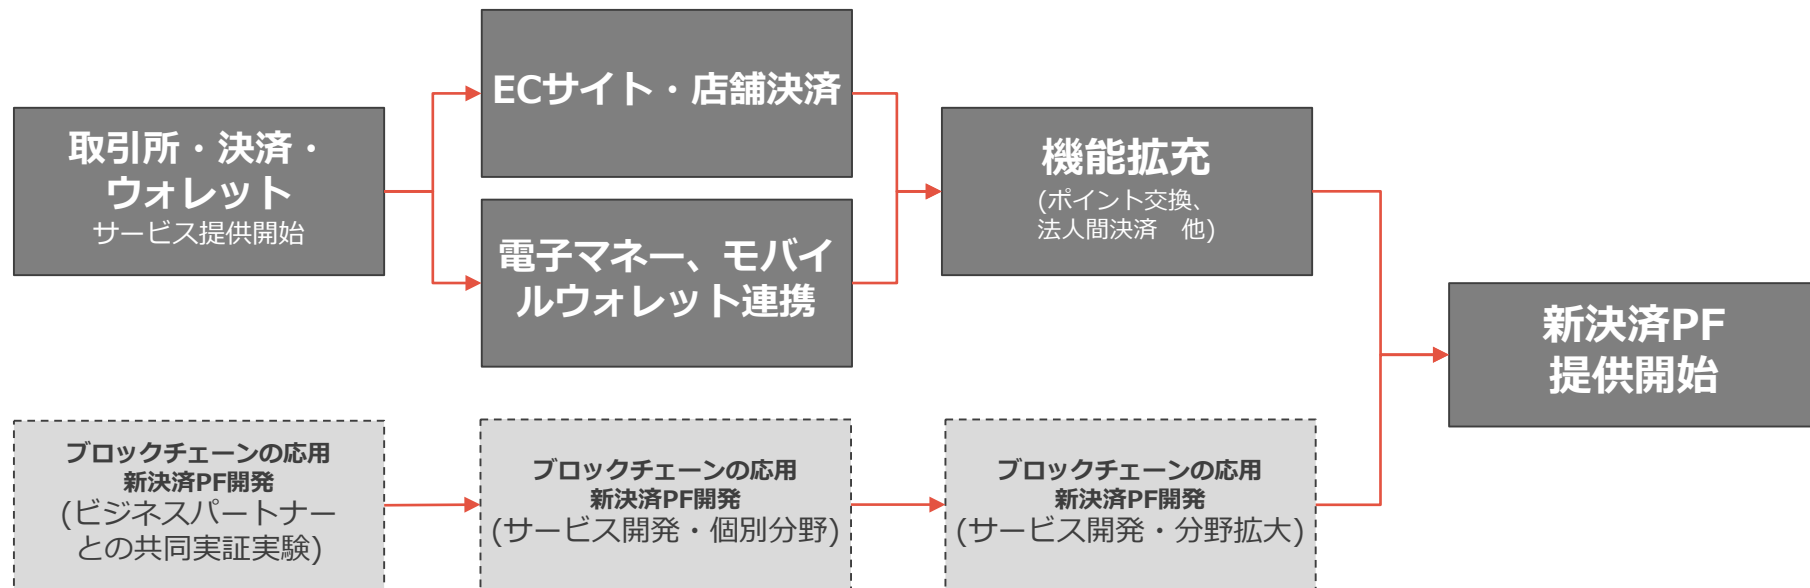 取引所・決済・
ウォレット
サービス提供開始
ECサイト・店舗決済
電子マネー、モバイ
ルウォレット連携
機能拡充
(ポイント交換、
法人間決済　他)
新決済PF
提供開始
ブロックチェーンの応用
新決済PF開発
(ビジネスパートナー
との共同実証実験)
ブロックチェーンの応用
新決済PF開発
(サービス開発・個別分野)
ブロックチェーンの応用
新決済PF開発
(サービス開発・分野拡大)